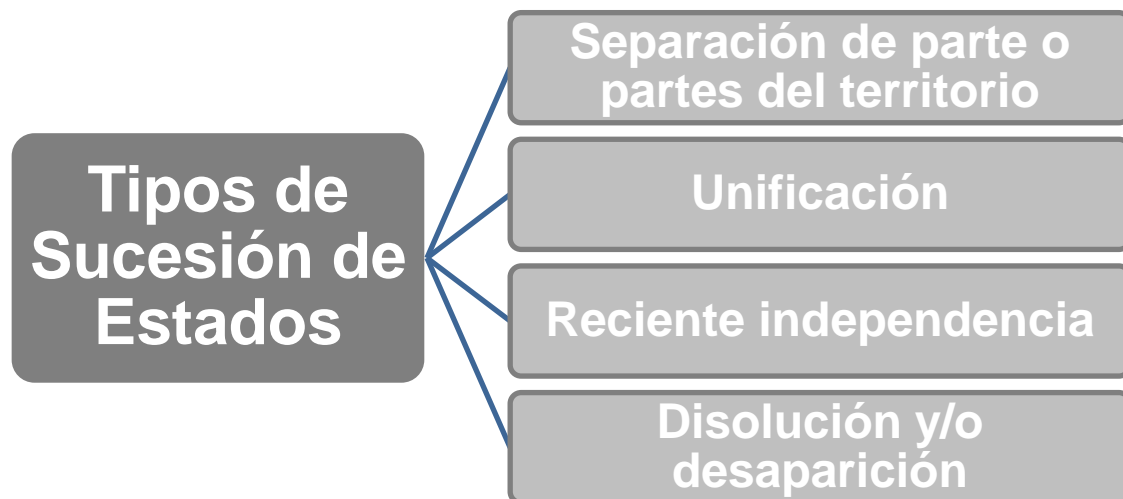 Tipos de
Sucesión de
Estados
Separación de parte o
partes del territorio
Unificación
Reciente independencia
Disolución y/o
desaparición